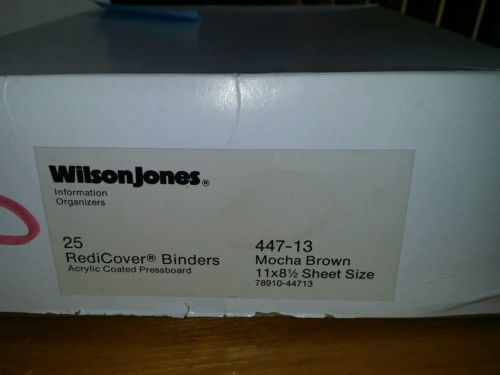 WilsonJones®
Information
Organizers
25
RediCover® Binders
Acrylic Coated Pressboard
447-13
Mocha Brown
11x8½ Sheet Size
78910-44713